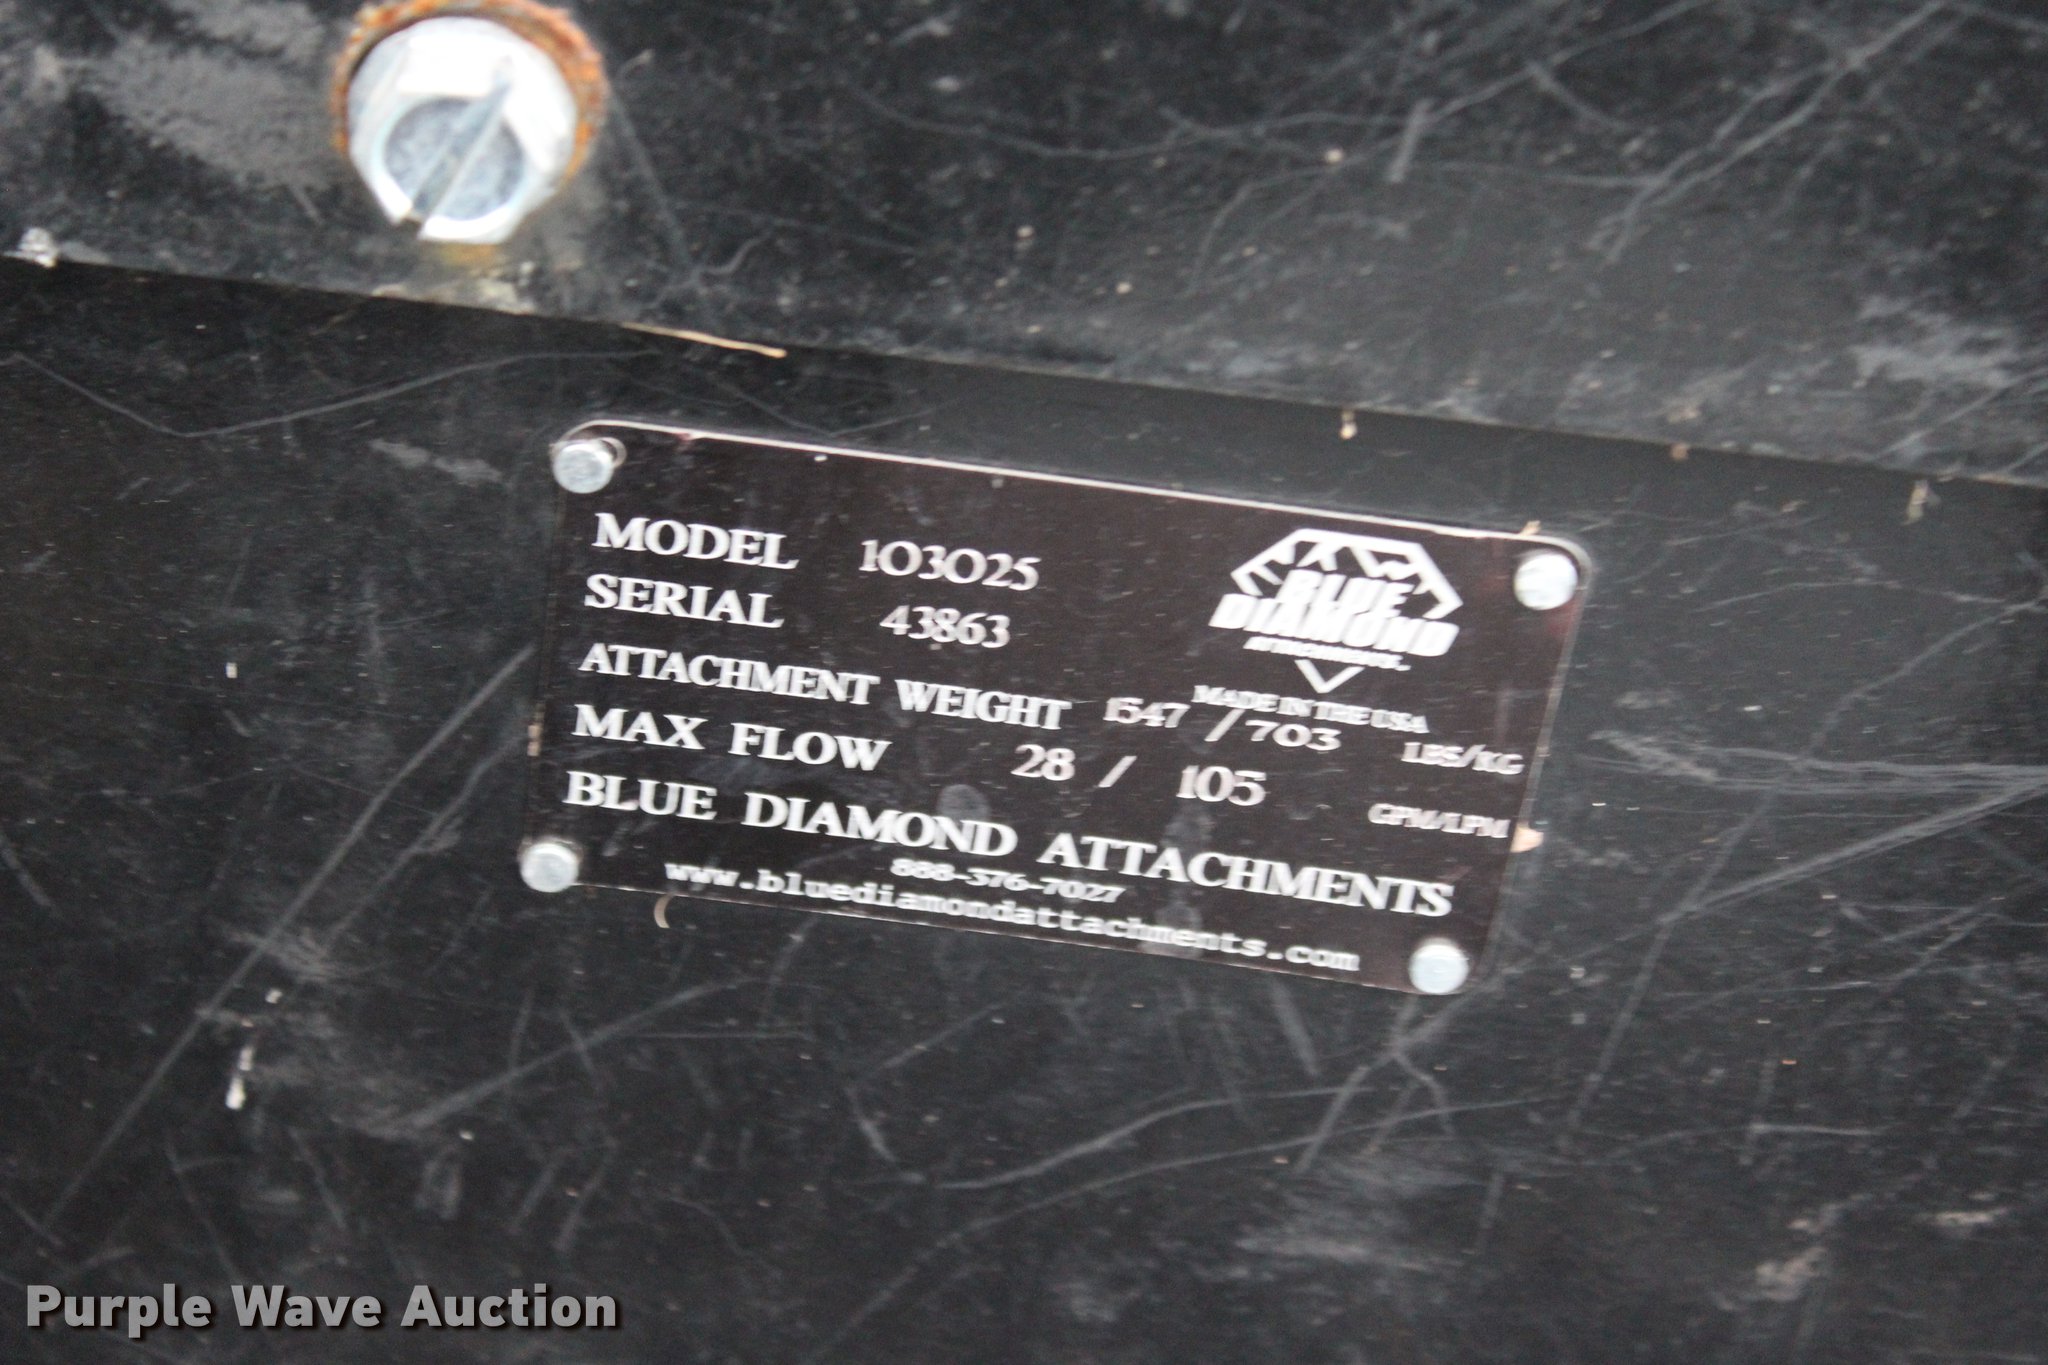 MODEL 103025
SERIAL 43863
BLUE
DIAMOND
ATTACHMENTS
MADE IN THE USA
ATTACHMENT WEIGHT 1547 / 703 LBS/KG
MAX FLOW 28 / 105 GPM/LPM
BLUE DIAMOND ATTACHMENTS
888-376-7027
www.bluediamondattachments.com
Purple Wave Auction